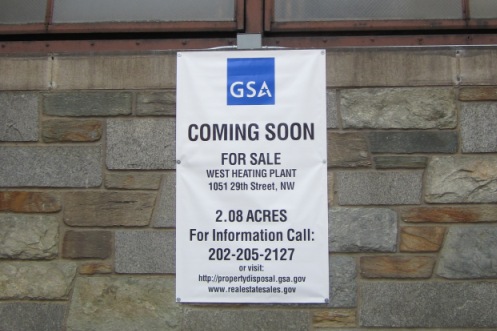 GSA
COMING SOON
FOR SALE
WEST HEATING PLANT
1051 29th Street, NW
2.08 ACRES
For Information Call:
202-205-2127
or visit:
http://propertydisposal.gsa.gov
www.realestatesales.gov